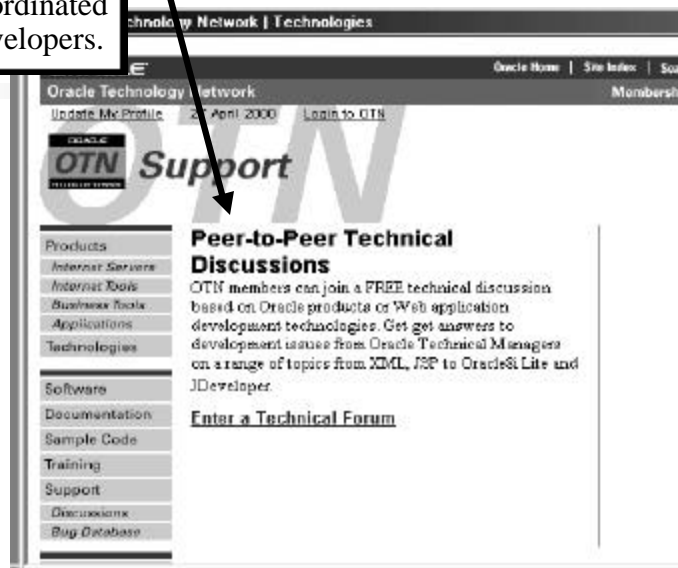 ordinated
velopers.
chnology Network | Technologies
E
Oracle Home | Site Index | Sea
Oracle Technology Network
Membersh
Update My Profile April 2000 Login to OTN
ORACLE
OTN
OTN
Support
Products
Internet Servers
Internet Tools
Business Tools
Applications
Technologies
Software
Documentation
Sample Code
Training
Support
Discussions
Bug Database
Peer-to-Peer Technical
Discussions
OTN members can join a FREE technical discussion
based on Oracle products or Web application
development technologies. Get get answers to
development issues from Oracle Technical Managers
on a range of topics from XML, JSP to Oracle8i Lite and
JDeveloper.
Enter a Technical Forum